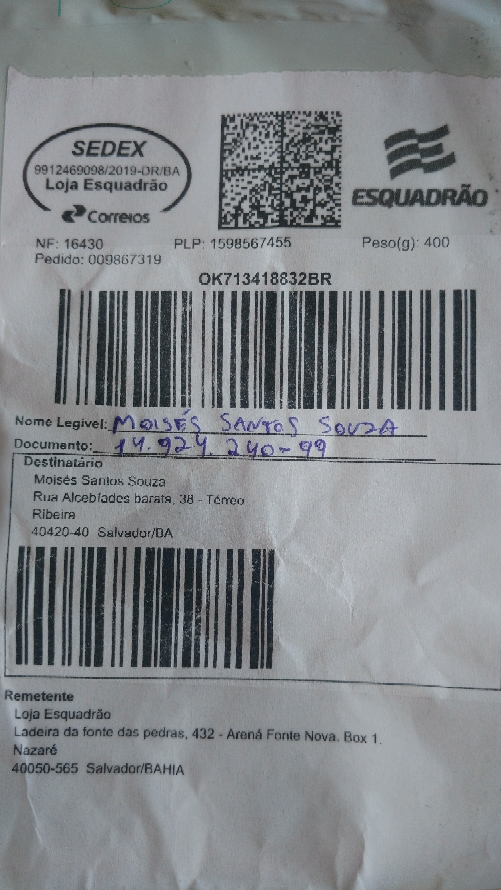 SEDEX
9912469098/2019-DR/BA
Loja Esquadrão
Correios
ESQUADRÃO
NF: 16430 PLP: 1598567455 Peso(g): 400
Pedido: 009867319
OK713418832BR
Nome Legivel: MOISÉS SANTOS SOUZA
Documento: 14.924.240-99
Destinatário
Moisés Santos Souza
Rua Alcebíades barata, 38 - Térreo
Ribeira
40420-40 Salvador/BA
Remetente
Loja Esquadrão
Ladeira da fonte das pedras, 432 - Arená Fonte Nova. Box 1.
Nazaré
40050-565 Salvador/BAHIA